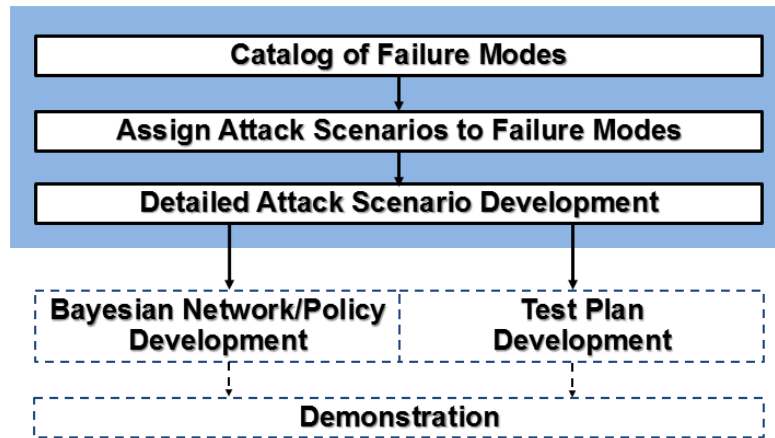 Catalog of Failure Modes
Assign Attack Scenarios to Failure Modes
Detailed Attack Scenario Development
Bayesian Network/Policy
Development
Test Plan
Development
Demonstration